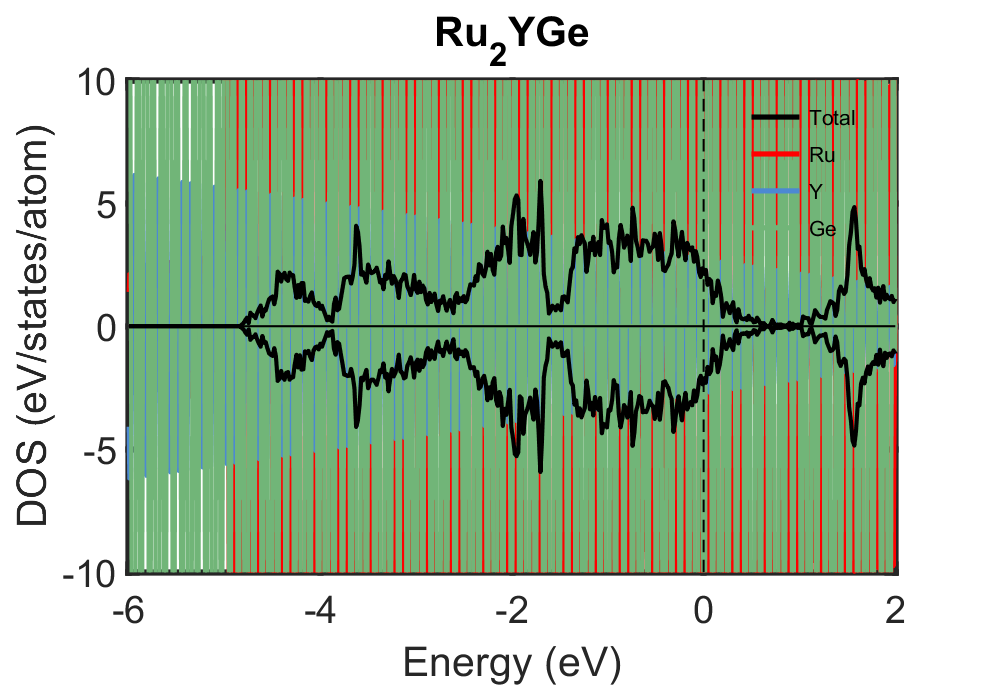 Ru2YGe
DOS (eV/states/atom)
10
5
0
-5
-10
Total
Ru
Y
Ge
-6 -4 -2 0 2
Energy (eV)